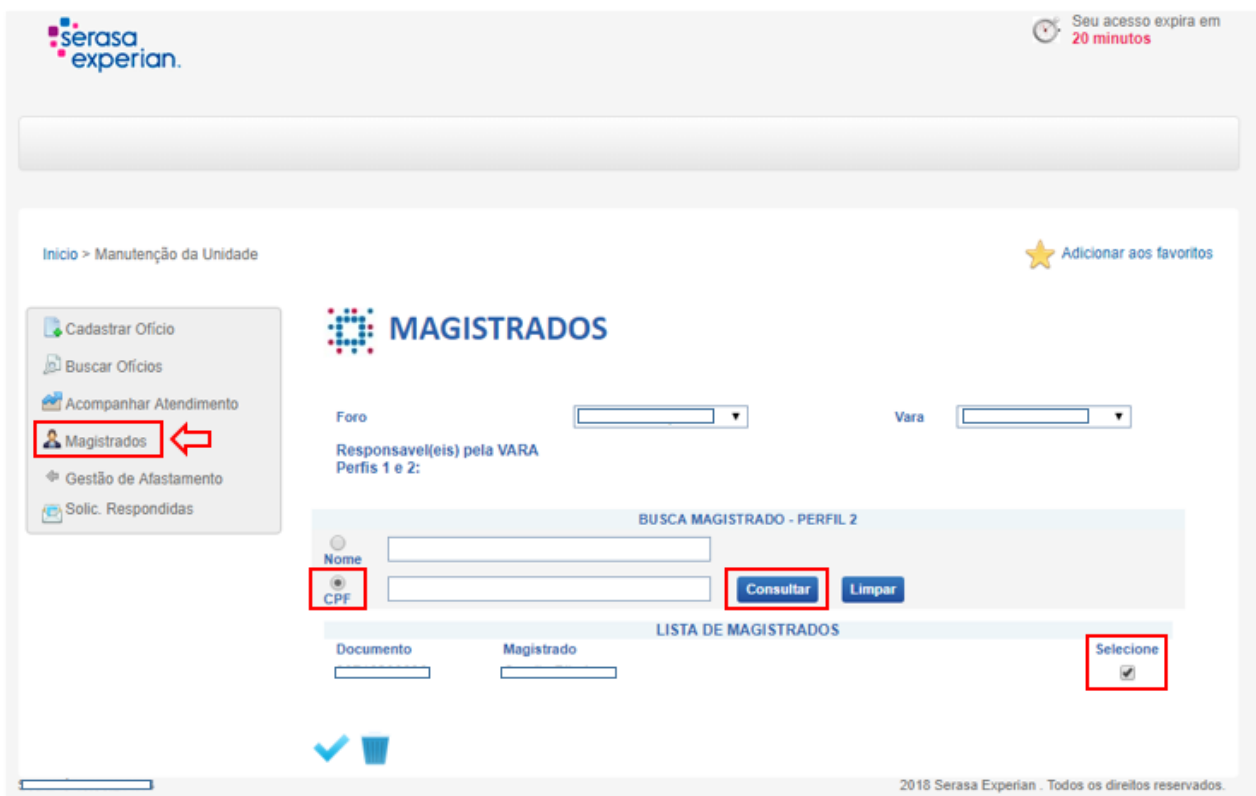 serasa
experian.
Seu acesso expira em
20 minutos
Inicio > Manutenção da Unidade
Adicionar aos favoritos
Cadastrar Ofício
Buscar Ofícios
Acompanhar Atendimento
Magistrados
Gestão de Afastamento
Solic. Respondidas
MAGISTRADOS
Foro
Vara
Responsavel(eis) pela VARA
Perfis 1 e 2:
BUSCA MAGISTRADO - PERFIL 2
Nome
CPF
Consultar
Limpar
LISTA DE MAGISTRADOS
Documento
Magistrado
Selecione
2018 Serasa Experian . Todos os direitos reservados.